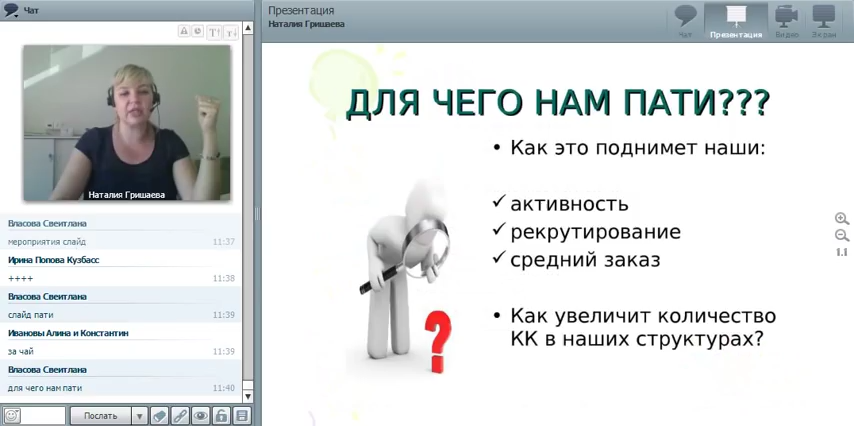 Чат
Презентация
Наталия Гришаева
Чат
Презентация
Видео
Экран
Наталия Гришаева
Власова Свеитлана
мероприятия слайд 11:37
Ирина Попова Кузбасс
++++ 11:38
Власова Свеитлана
слайд пати 11:39
Ивановы Алина и Константин
за чай 11:39
Власова Свеитлана
для чего нам пати 11:40
Послать
ДЛЯ ЧЕГО НАМ ПАТИ???
• Как это поднимет наши:
✓ активность
✓ рекрутирование
✓ средний заказ
• Как увеличит количество
КК в наших структурах?
1.1